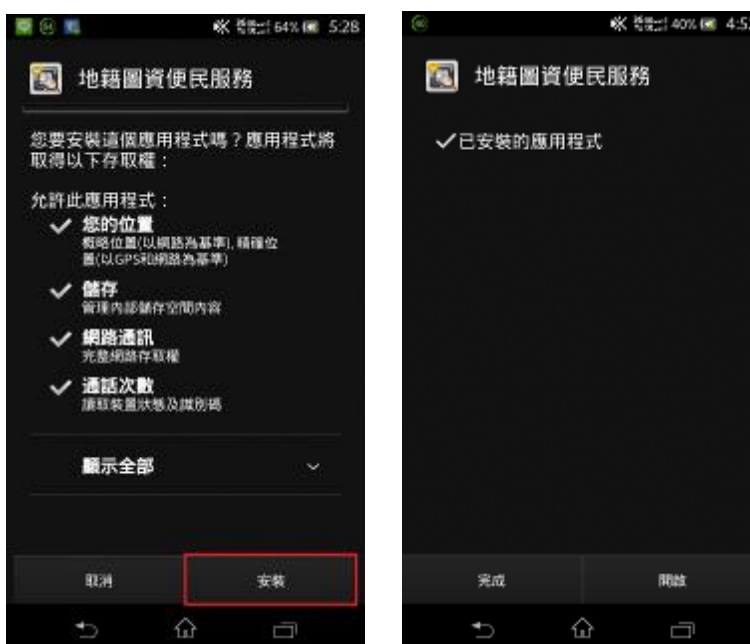 64% 5:28
地籍圖資便民服務
您要安裝這個應用程式嗎？應用程式將
取得以下存取權：
允許此應用程式：
您的位置
概略位置(以網路為基準), 精確位
置(以GPS和網路為基準)
儲存
管理內部儲存空間內容
網路通訊
完整網路存取權
通話次數
讀取裝置狀態及識別碼
顯示全部
取消
安裝
40%
地籍圖資便民服務
已安裝的應用程式
完成
開啟